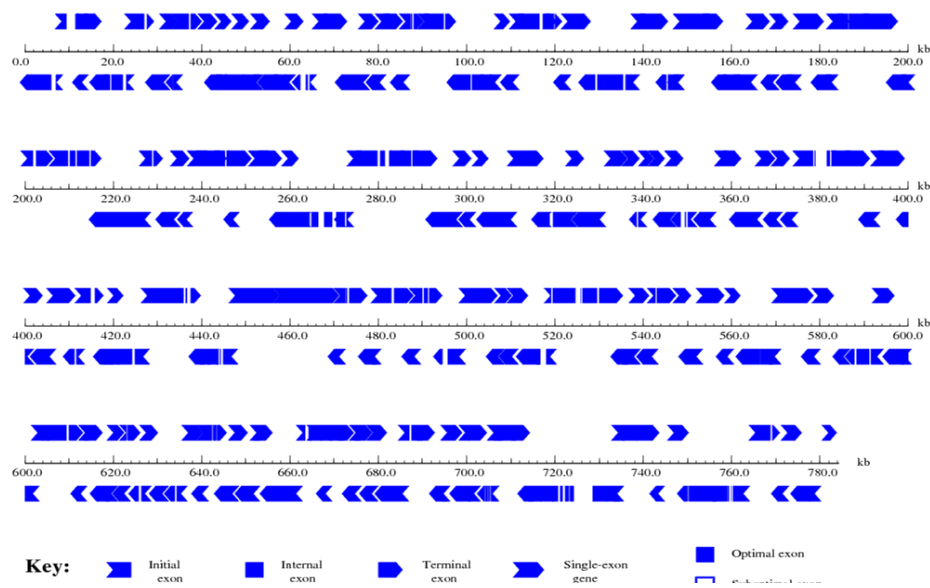 0.0 20.0 40.0 60.0 80.0 100.0 120.0 140.0 160.0 180.0 200.0 kb
200.0 220.0 240.0 260.0 280.0 300.0 320.0 340.0 360.0 380.0 400.0 kb
400.0 420.0 440.0 460.0 480.0 500.0 520.0 540.0 560.0 580.0 600.0 kb
600.0 620.0 640.0 660.0 680.0 700.0 720.0 740.0 760.0 780.0 kb
Key: Initial exon
Internal exon
Terminal exon
Single-exon gene
Optimal exon
Suboptimal exon